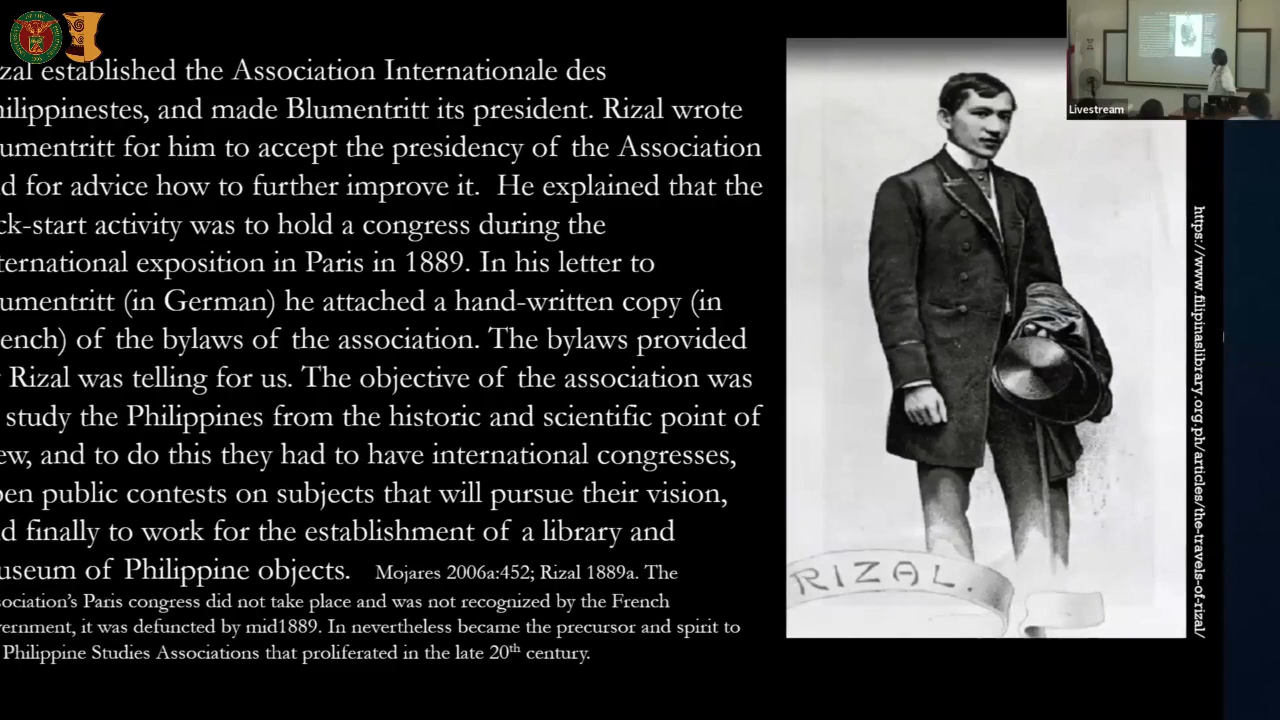 zal established the Association Internationale des
hilippinestes, and made Blumentritt its president. Rizal wrote
umentritt for him to accept the presidency of the Association
d for advice how to further improve it. He explained that the
ck-start activity was to hold a congress during the
ternational exposition in Paris in 1889. In his letter to
umentritt (in German) he attached a hand-written copy (in
ench) of the bylaws of the association. The bylaws provided
Rizal was telling for us. The objective of the association was
study the Philippines from the historic and scientific point of
ew, and to do this they had to have international congresses,
pen public contests on subjects that will pursue their vision,
d finally to work for the establishment of a library and
useum of Philippine objects. Mojares 2006a:452; Rizal 1889a. The
sociation's Paris congress did not take place and was not recognized by the French
vernment, it was defuncted by mid1889. In nevertheless became the precursor and spirit to
Philippine Studies Associations that proliferated in the late 20th century.
RIZAL.
https://www.filipinaslibrary.org.ph/articles/the-travels-of-rizal/
Livestream